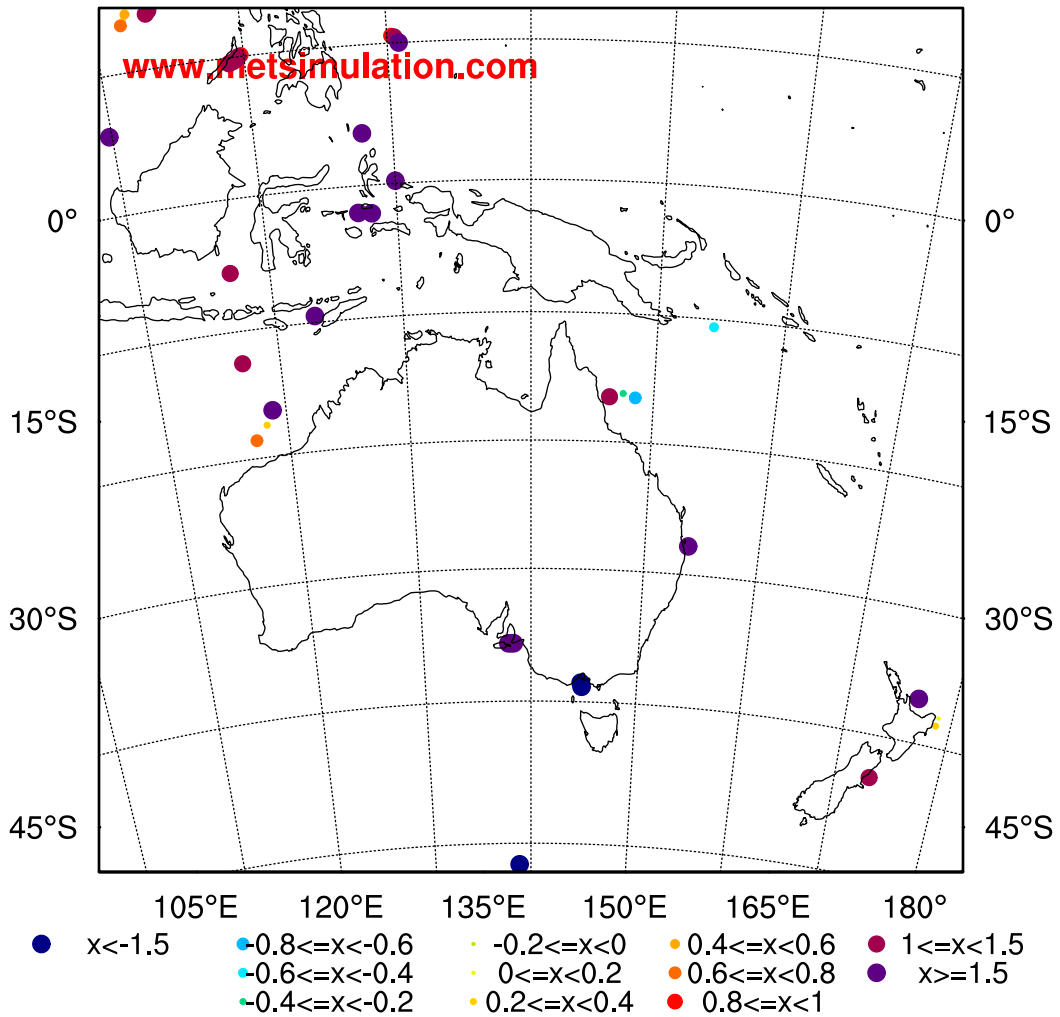 www.metsimulation.com
0° 0°
15°S 15°S
30°S 30°S
45°S 45°S
105°E 120°E 135°E 150°E 165°E 180°
x<-1.5 -0.8<=x<-0.6 -0.2<=x<0 0.4<=x<0.6 1<=x<1.5
-0.6<=x<-0.4 0<=x<0.2 0.6<=x<0.8 x>=1.5
-0.4<=x<-0.2 0.2<=x<0.4 0.8<=x<1